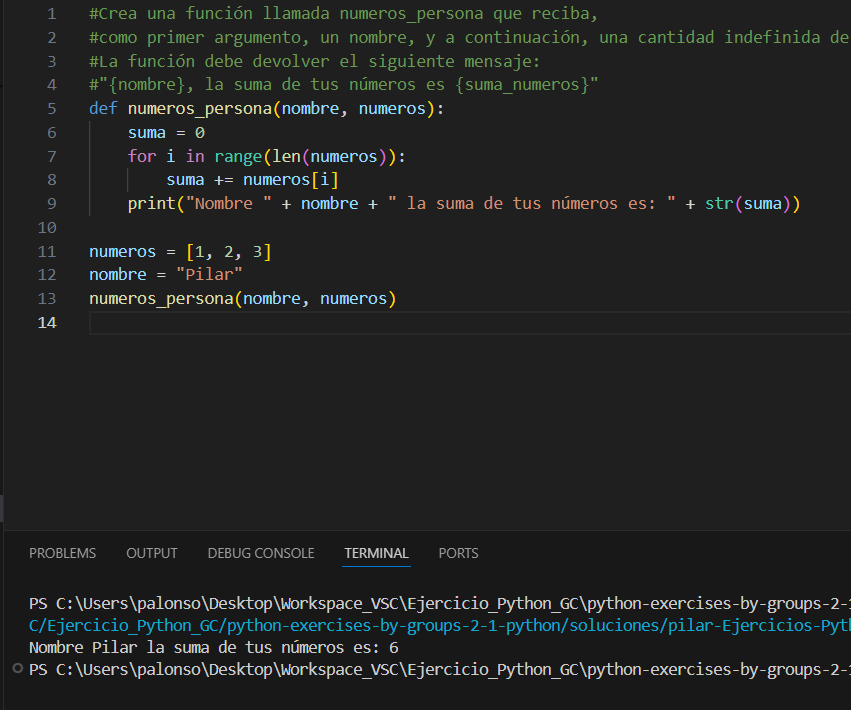 1 #Crea una función llamada numeros_persona que reciba,
2 #como primer argumento, un nombre, y a continuación, una cantidad indefinida de
3 #La función debe devolver el siguiente mensaje:
4 #"{nombre}, la suma de tus números es {suma_numeros}"
5 def numeros_persona(nombre, numeros):
6     suma = 0
7     for i in range(len(numeros)):
8         suma += numeros[i]
9     print("Nombre " + nombre + " la suma de tus números es: " + str(suma))
10
11 numeros = [1, 2, 3]
12 nombre = "Pilar"
13 numeros_persona(nombre, numeros)
14
PROBLEMS OUTPUT DEBUG CONSOLE TERMINAL PORTS
PS C:\Users\palonso\Desktop\Workspace_VSC\Ejercicio_Python_GC\python-exercises-by-groups-2-1
C/Ejercicio_Python_GC/python-exercises-by-groups-2-1-python/soluciones/pilar-Ejercicios-Pyth
Nombre Pilar la suma de tus números es: 6
PS C:\Users\palonso\Desktop\Workspace_VSC\Ejercicio_Python_GC\python-exercises-by-groups-2-1